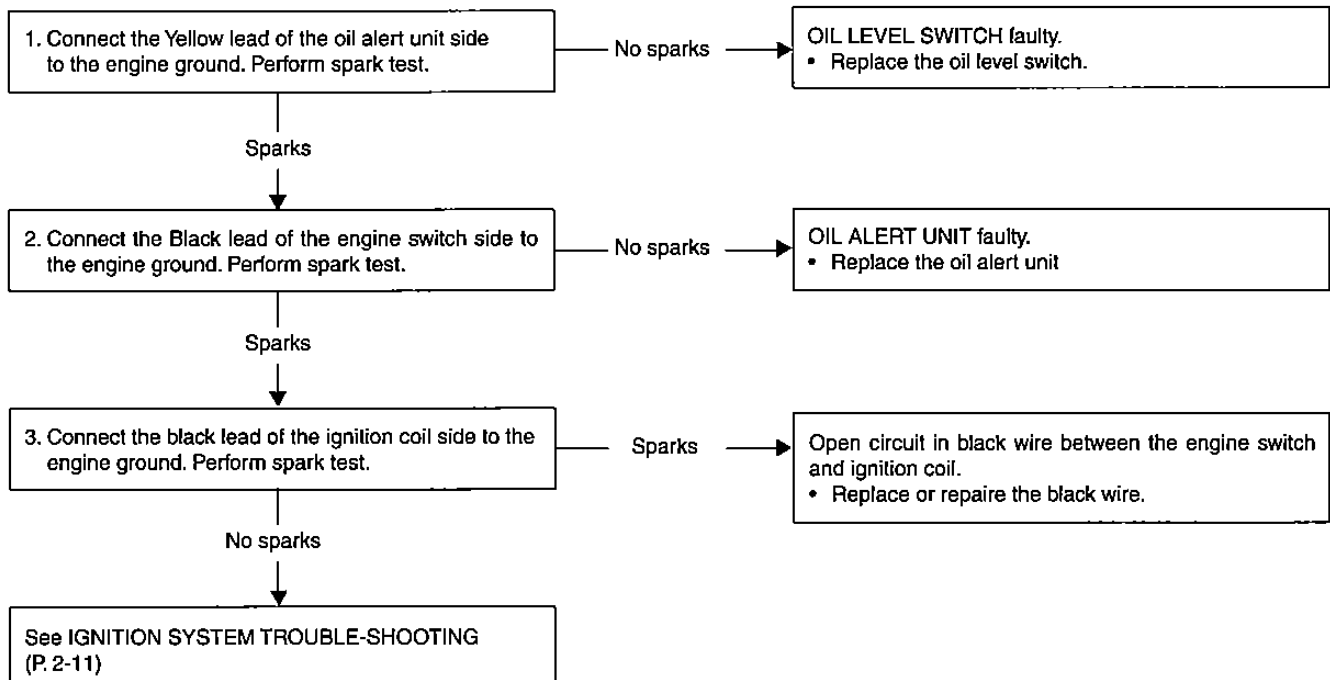 1. Connect the Yellow lead of the oil alert unit side
to the engine ground. Perform spark test.
No sparks
OIL LEVEL SWITCH faulty.
• Replace the oil level switch.
Sparks
2. Connect the Black lead of the engine switch side to
the engine ground. Perform spark test.
No sparks
OIL ALERT UNIT faulty.
• Replace the oil alert unit
Sparks
3. Connect the black lead of the ignition coil side to the
engine ground. Perform spark test.
Sparks
Open circuit in black wire between the engine switch
and ignition coil.
• Replace or repaire the black wire.
No sparks
See IGNITION SYSTEM TROUBLE-SHOOTING
(P. 2-11)